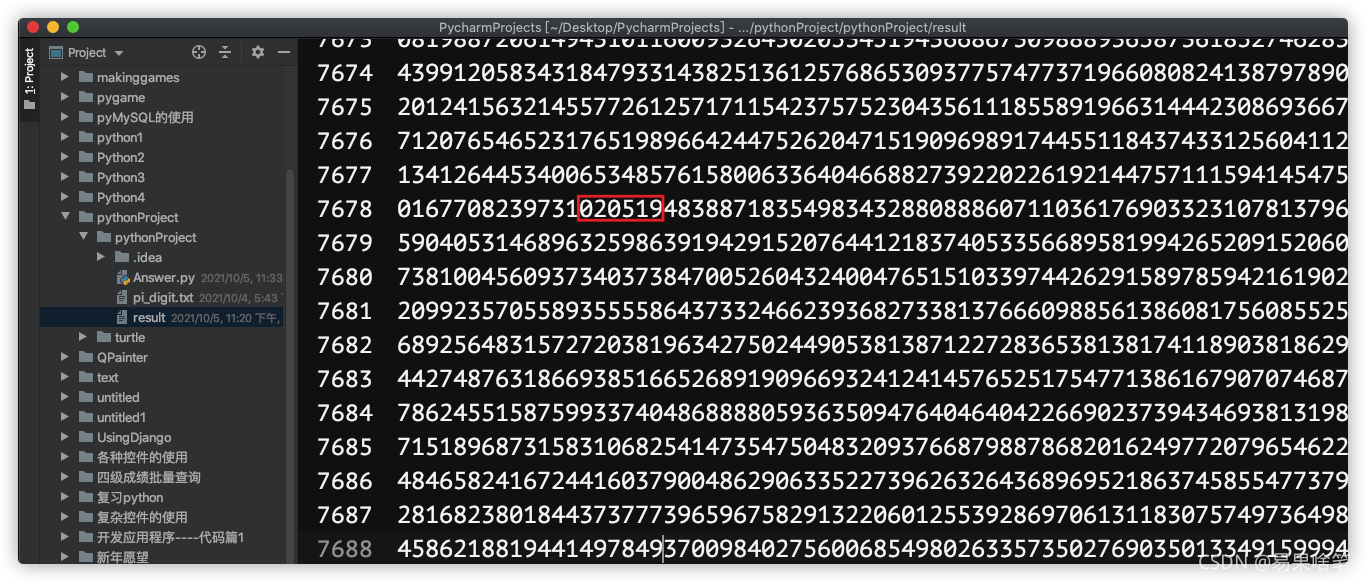 PycharmProjects [~/Desktop/PycharmProjects] - .../pythonProject/pythonProject/result
1: Project
Project
makinggames
pygame
pyMySQL的使用
python1
Python2
Python3
Python4
pythonProject
pythonProject
.idea
Answer.py 2021/10/5, 11:33
pi_digit.txt 2021/10/4, 5:43
result 2021/10/5, 11:20 下午,
turtle
QPainter
text
untitled
untitled1
UsingDjango
各种控件的使用
四级成绩批量查询
复习python
复杂控件的使用
开发应用程序----代码篇1
新年愿望
7673
7674 43991205834318479331438251361257686530937757477371966080824138797890
7675 20124156321455772612571711542375752304356111855891966314442308693667
7676 71207654652317651989664244752620471519096989174455118437433125604112
7677 13412644534006534857615800633640466882739220226192144757111594145475
7678 01677082397310205194838871835498343288088860711036176903323107813796
7679 59040531468963259863919429152076441218374053356689581994265209152060
7680 73810045609373403738470052604324004765151033974426291589785942161902
7681 20992357055893555558643733246623936827338137666098856138608175608552 5
7682 68925648315727203819634275024490538138712272836538138174118903818629
7683 44274876318669385166526891909669324124145765251754771386167907074687
7684 78624551587599337404868888059363509476404640422669023739434693813198
7685 71518968731583106825414735475048320937668798878682016249772079654622
7686 48465824167244160379004862906335227396263264368969521863745855477379
7687 28168238018443737773965967582913220601255392869706131183075749736498
7688 45862188194414978493700984027560068549802633573502769035013349159994
CSDN @易果啥笔